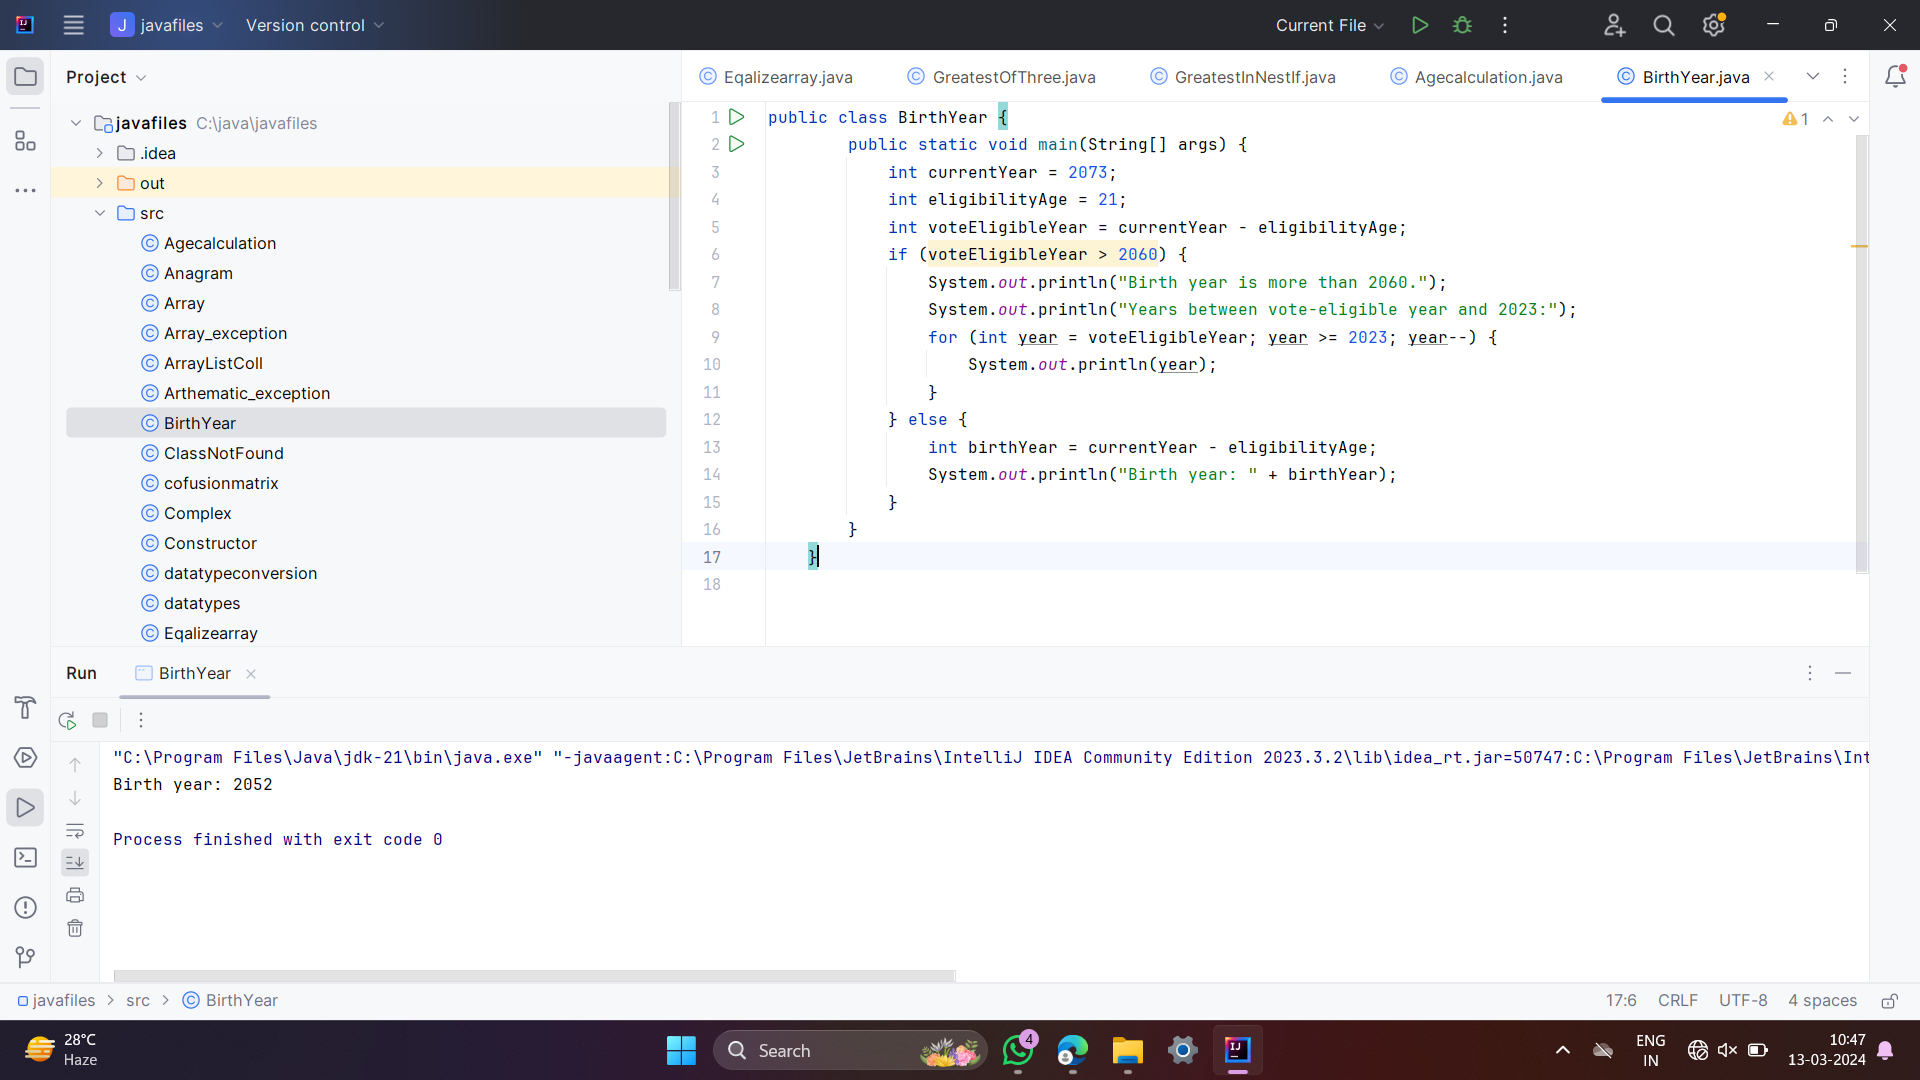 J javafiles Version control Current File
Project
javafiles C:\java\javafiles
.idea
out
src
Agecalculation
Anagram
Array
Array_exception
ArrayListColl
Arthematic_exception
BirthYear
ClassNotFound
cofusionmatrix
Complex
Constructor
datatypeconversion
datatypes
Eqalizearray
Eqalizearray.java GreatestOfThree.java GreatestInNestIf.java Agecalculation.java BirthYear.java
1 public class BirthYear {
1
2 public static void main(String[] args) {
3 int currentYear = 2073;
4 int eligibilityAge = 21;
5 int voteEligibleYear = currentYear - eligibilityAge;
6 if (voteEligibleYear > 2060) {
7 System.out.println("Birth year is more than 2060.");
8 System.out.println("Years between vote-eligible year and 2023:");
9 for (int year = voteEligibleYear; year >= 2023; year--) {
10 System.out.println(year);
11 }
12 } else {
13 int birthYear = currentYear - eligibilityAge;
14 System.out.println("Birth year: " + birthYear);
15 }
16 }
17 }
18
Run BirthYear
"C:\Program Files\Java\jdk-21\bin\java.exe" "-javaagent:C:\Program Files\JetBrains\IntelliJ IDEA Community Edition 2023.3.2\lib\idea_rt.jar=50747:C:\Program Files\JetBrains\Int
Birth year: 2052
Process finished with exit code 0
javafiles > src > BirthYear 17:6 CRLF UTF-8 4 spaces
28°C
Haze
Search
4
ENG
IN
10:47
13-03-2024